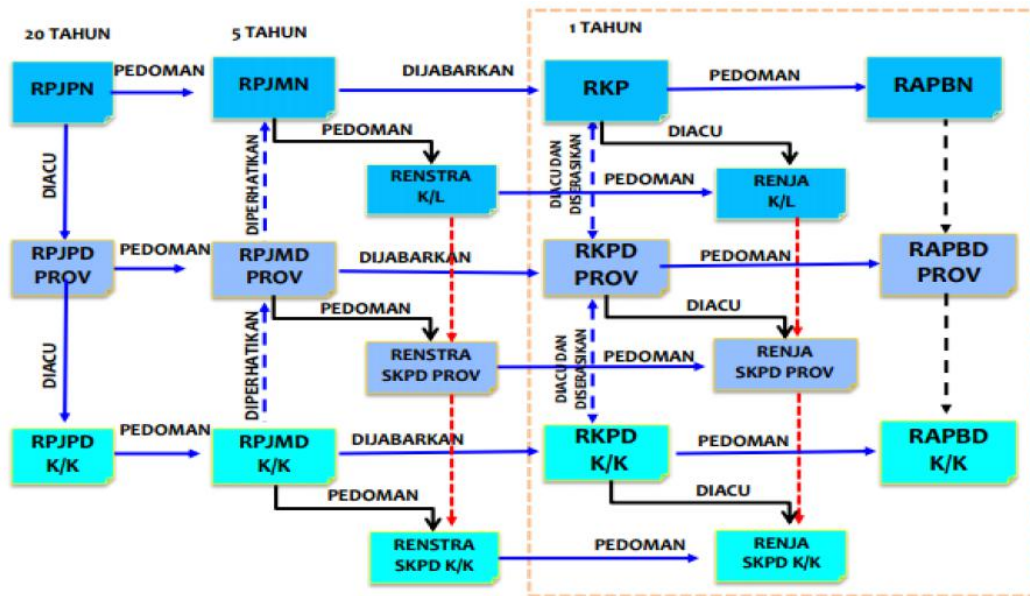 20 TAHUN
5 TAHUN
1 TAHUN
RPJPN
PEDOMAN
RPJMN
DIJABARKAN
RKP
PEDOMAN
RAPBN
DIACU
DIPERHATIKAN
PEDOMAN
RENSTRA
K/L
PEDOMAN
DIACU DAN
DISERASIKAN
DIACU
RENJA
K/L
RPJPD
PROV
PEDOMAN
RPJMD
PROV
DIJABARKAN
RKPD
PROV
PEDOMAN
RAPBD
PROV
DIACU
DIPERHATIKAN
PEDOMAN
RENSTRA
SKPD PROV
PEDOMAN
DIACU DAN
DISERASIKAN
DIACU
RENJA
SKPD PROV
RPJPD
K/K
PEDOMAN
RPJMD
K/K
DIJABARKAN
RKPD
K/K
PEDOMAN
RAPBD
K/K
PEDOMAN
RENSTRA
SKPD K/K
PEDOMAN
DIACU
RENJA
SKPD K/K